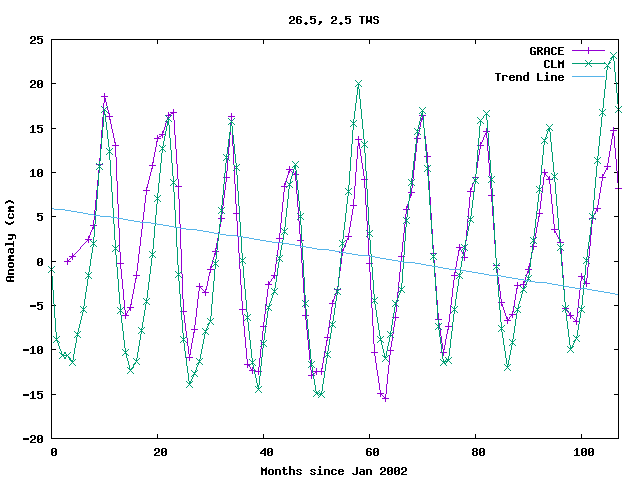 26.5, 2.5 TWS
GRACE
CLM
Trend Line
25
20
15
10
5
0
-5
-10
-15
-20
Anomaly (cm)
0 20 40 60 80 100
Months since Jan 2002